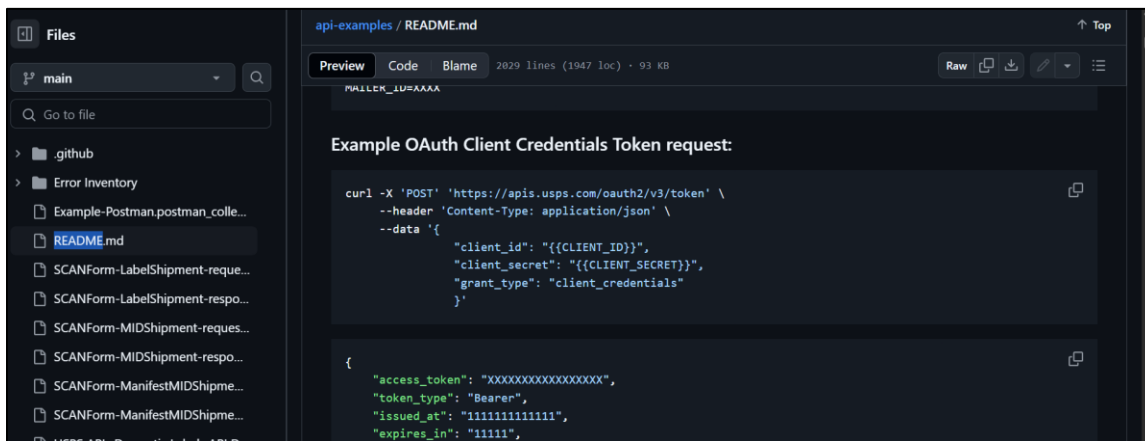 Files
main
Go to file
.github
Error Inventory
Example-Postman.postman_colle...
README.md
SCANForm-LabelShipment-reque...
SCANForm-LabelShipment-respo...
SCANForm-MIDShipment-reques...
SCANForm-MIDShipment-respo...
SCANForm-ManifestMIDShipme...
SCANForm-ManifestMIDShipme...
api-examples / README.md
Top
Preview Code Blame 2029 lines (1947 loc) · 93 KB Raw
MAILER_ID=XXXX
Example OAuth Client Credentials Token request:
curl -X 'POST' 'https://apis.usps.com/oauth2/v3/token' \
--header 'Content-Type: application/json' \
--data '{
"client_id": "{{CLIENT_ID}}",
"client_secret": "{{CLIENT_SECRET}}",
"grant_type": "client_credentials"
}'
{
"access_token": "XXXXXXXXXXXXXXXXX",
"token_type": "Bearer",
"issued_at": "1111111111111",
"expires_in": "11111",